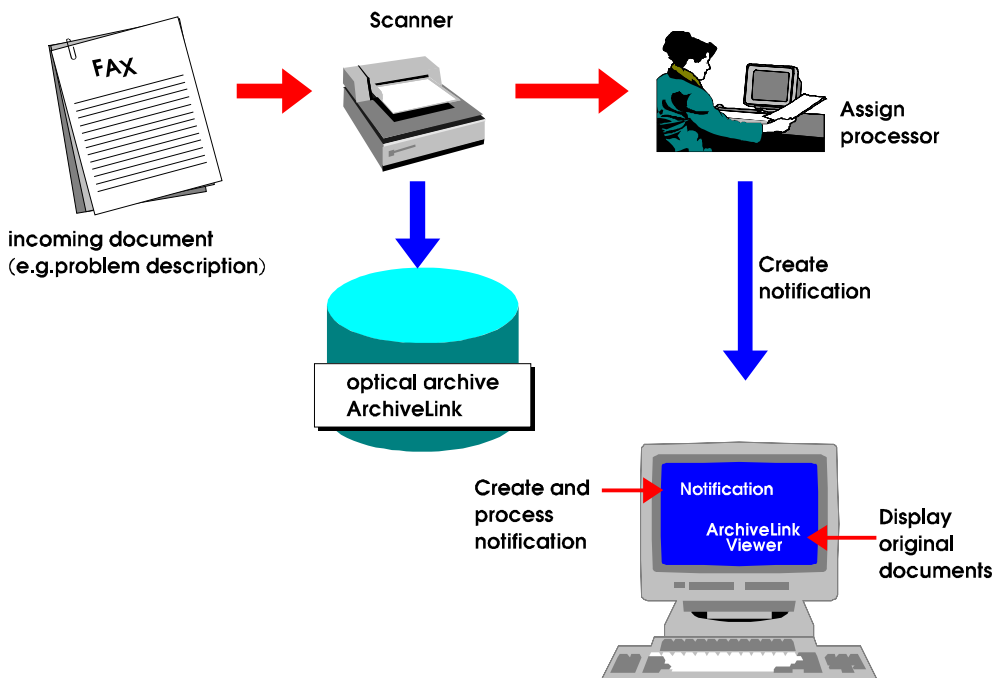 Scanner
FAX
Assign
processor
incoming document
(e.g.problem description)
Create
notification
optical archive
ArchiveLink
Create and
process
notification
Notification
ArchiveLink
Viewer
Display
original
documents